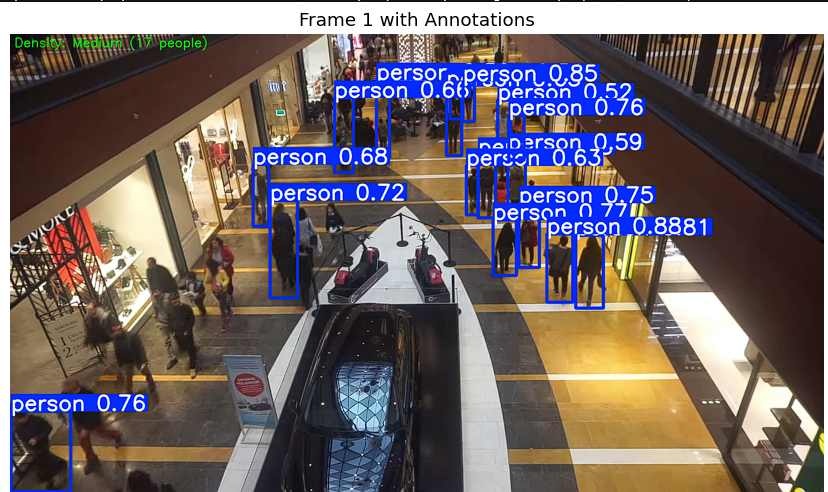 Frame 1 with Annotations
Density: Medium (17 people)
person 0.85
person 0.66
person 0.52
person 0.76
0.59
person 0.63
person 0.68
person 0.72
person 0.75
person 0.77
person 0.8881
& MORE
person 0.76